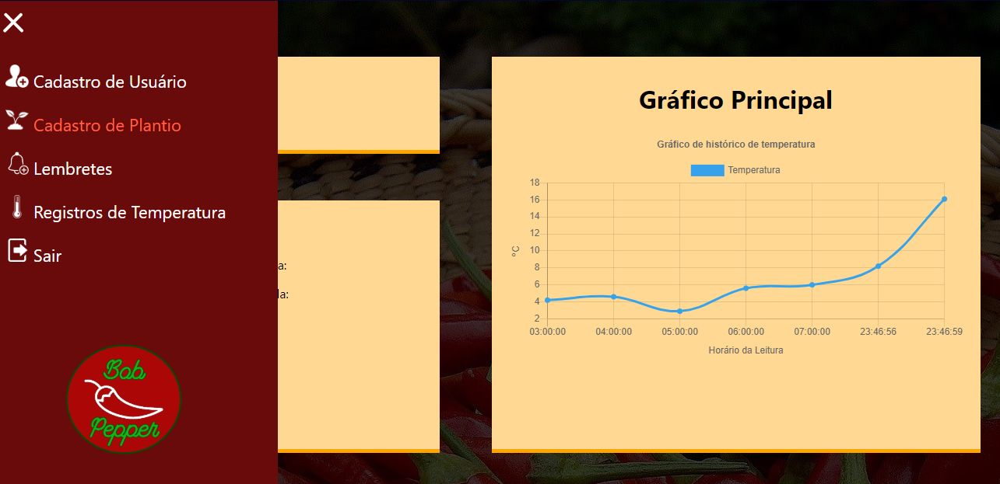 Cadastro de Usuário
Cadastro de Plantio
Lembretes
Registros de Temperatura
Sair
Bob
Pepper
a:
da:
Gráfico Principal
Gráfico de histórico de temperatura
Temperatura
18
16
14
12
10
8
6
4
2
°C
03:00:00 04:00:00 05:00:00 06:00:00 07:00:00 23:46:56 23:46:59
Horário da Leitura